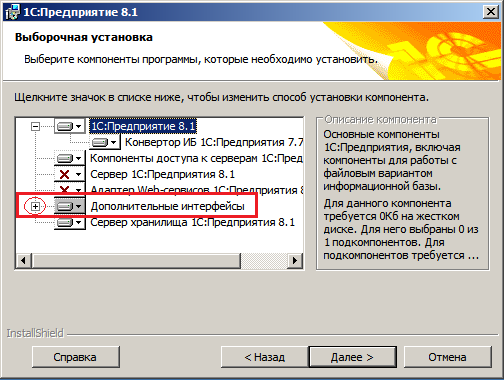 1С:Предприятие 8.1
Выборочная установка
Выберите компоненты программы, которые необходимо установить.
Щелкните значок в списке ниже, чтобы изменить способ установки компонента.
1С:Предприятие 8.1
Конвертор ИБ 1С:Предприятия 7.7
Компоненты доступа к серверам 1С:Пред
Сервер 1С:Предприятия 8.1
Адаптер Web-сервисов 1С:Предприятия 8
Дополнительные интерфейсы
Сервер хранилища 1С:Предприятия 8.1
Описание компонента
Основные компоненты
1С:Предприятия, включая
компоненты для работы с
файловым вариантом
информационной базы.
Для данного компонента
требуется 0Кб на жестком
диске. Для него выбраны 0 из
1 подкомпонентов. Для
подкомпонентов требуется ...
InstallShield
Справка
< Назад
Далее >
Отмена